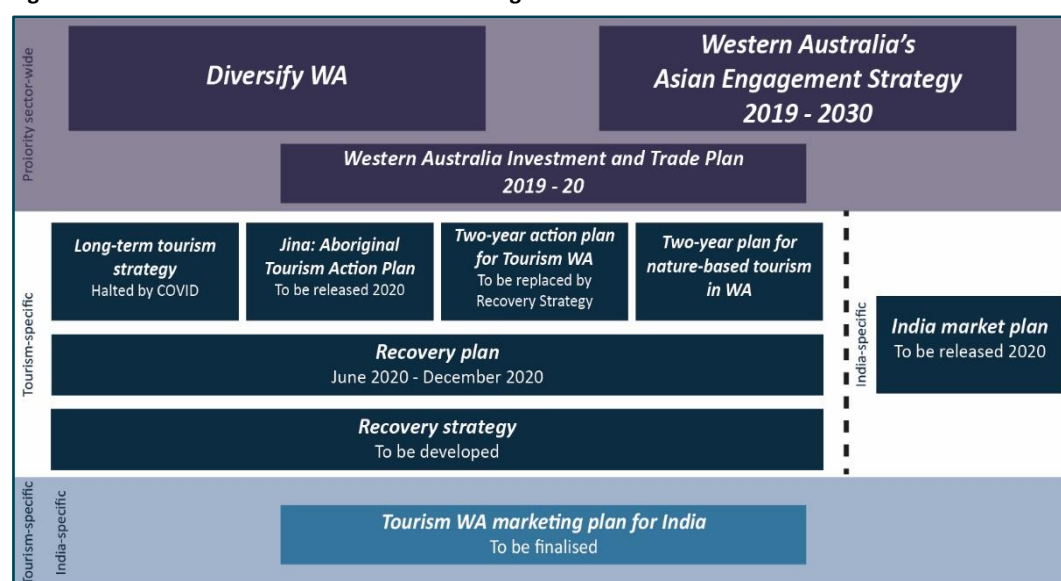 Proiority sector-wide
Diversify WA
Western Australia's
Asian Engagement Strategy
2019 - 2030
Western Australia Investment and Trade Plan
2019 - 20
Tourism-specific
Long-term tourism
strategy
Halted by COVID
Jina: Aboriginal
Tourism Action Plan
To be released 2020
Two-year action plan
for Tourism WA
To be replaced by
Recovery Strategy
Two-year plan for
nature-based tourism
in WA
Recovery plan
June 2020 - December 2020
Recovery strategy
To be developed
India-specific
India market plan
To be released 2020
Tourism-specific
India-specific
Tourism WA marketing plan for India
To be finalised